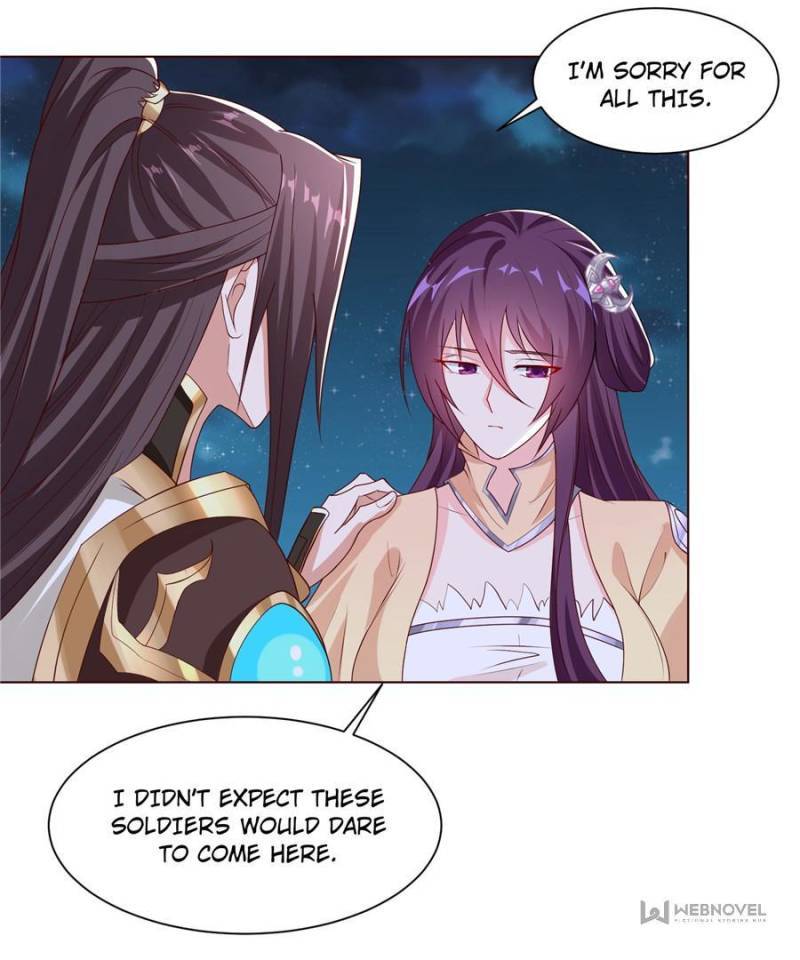 I'M SORRY FOR
ALL THIS.
I DIDN'T EXPECT THESE
SOLDIERS WOULD DARE
TO COME HERE.
WEBNOVEL